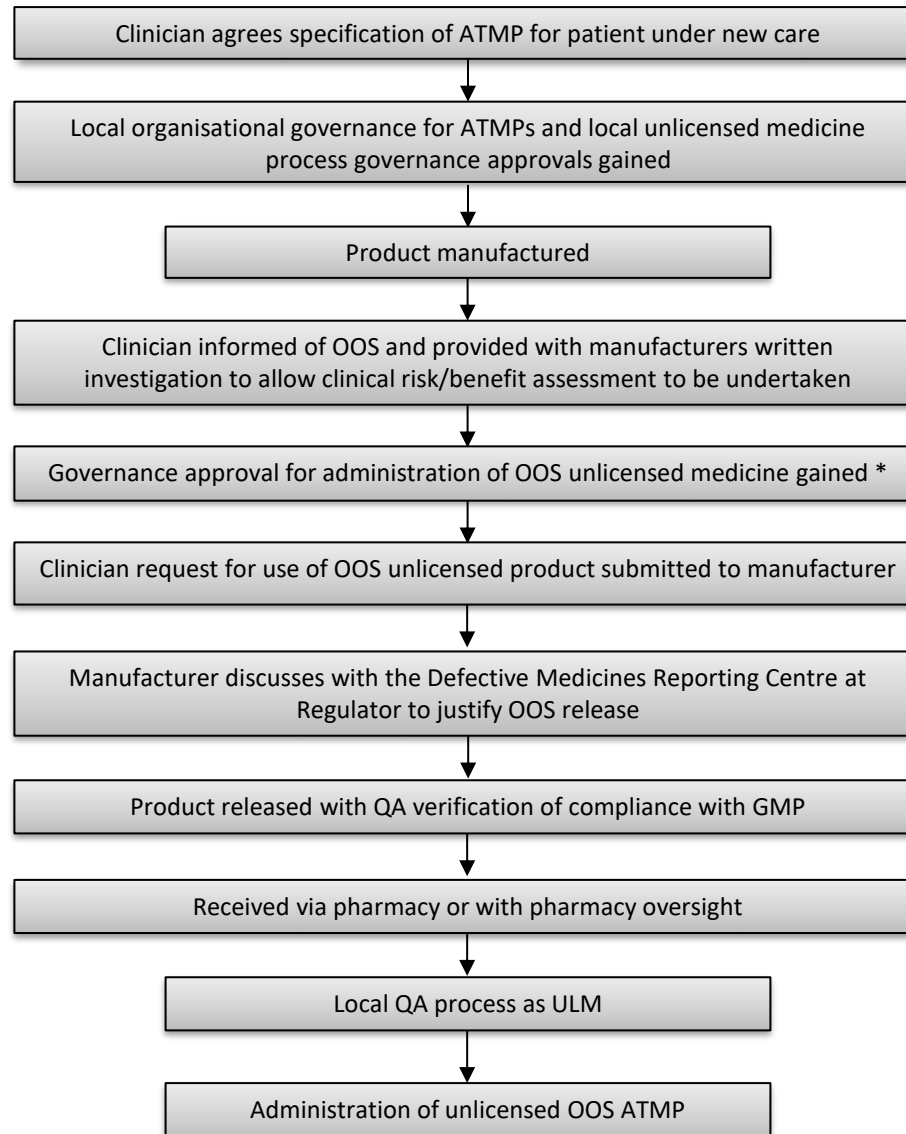 Clinician agrees specification of ATMP for patient under new care
Local organisational governance for ATMPs and local unlicensed medicine
process governance approvals gained
Product manufactured
Clinician informed of OOS and provided with manufacturers written
investigation to allow clinical risk/benefit assessment to be undertaken
Governance approval for administration of OOS unlicensed medicine gained *
Clinician request for use of OOS unlicensed product submitted to manufacturer
Manufacturer discusses with the Defective Medicines Reporting Centre at
Regulator to justify OOS release
Product released with QA verification of compliance with GMP
Received via pharmacy or with pharmacy oversight
Local QA process as ULM
Administration of unlicensed OOS ATMP